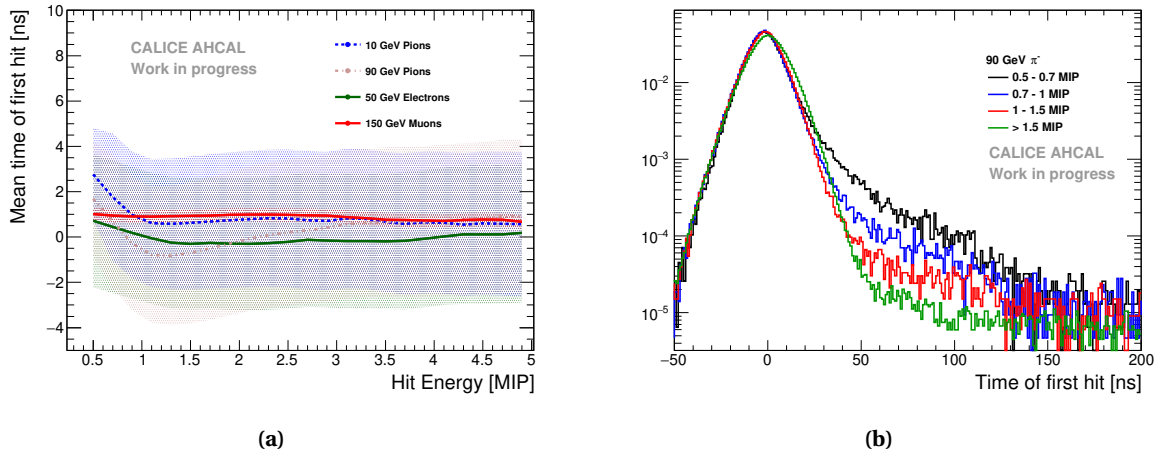 Mean time of first hit [ns]
10
8
6
4
2
0
−2
−4
CALICE AHCAL
Work in progress
10 GeV Pions
90 GeV Pions
50 GeV Electrons
150 GeV Muons
0.5 1 1.5 2 2.5 3 3.5 4 4.5 5
Hit Energy [MIP]
(a)
10⁻²
10⁻³
10⁻⁴
10⁻⁵
90 GeV π⁻
0.5 - 0.7 MIP
0.7 - 1 MIP
1 - 1.5 MIP
> 1.5 MIP
CALICE AHCAL
Work in progress
−50 0 50 100 150 200
Time of first hit [ns]
(b)